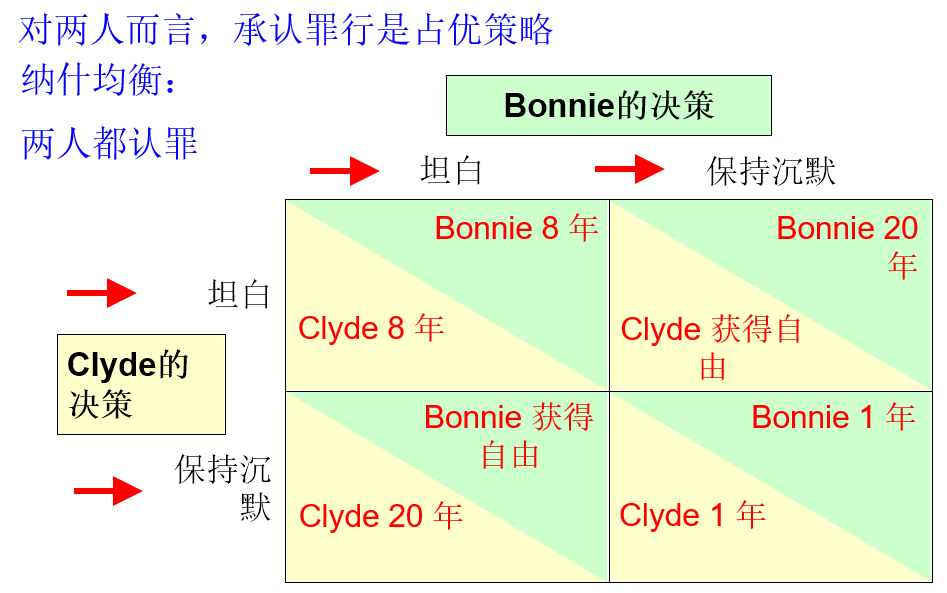 对两人而言，承认罪行是占优策略
纳什均衡：
两人都认罪
Bonnie的决策
坦白
保持沉默
Bonnie 8 年
Bonnie 20
年
坦白
Clyde 8 年
Clyde 获得自
由
Clyde的
决策
Bonnie 获得
自由
Bonnie 1 年
保持沉
默
Clyde 20 年
Clyde 1 年